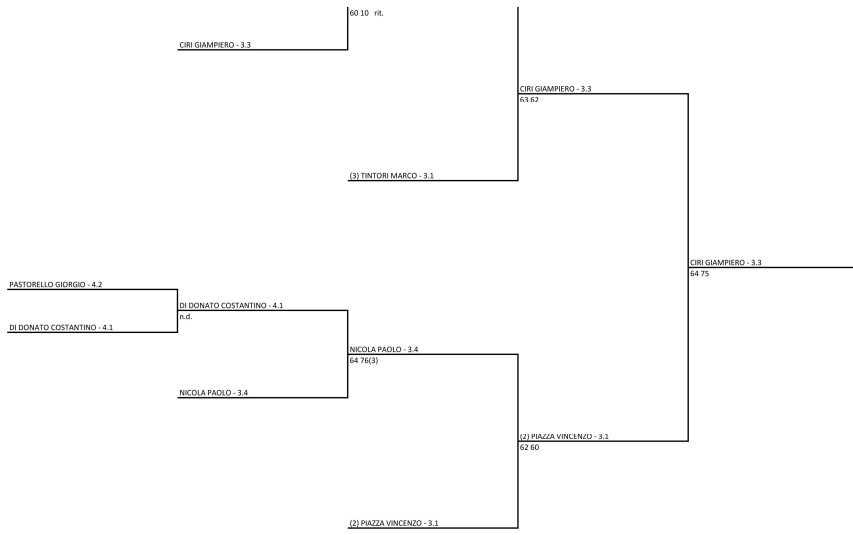 60 10 rit.
CIRI GIAMPIERO - 3.3
CIRI GIAMPIERO - 3.3
63 62
(3) TINTORI MARCO - 3.1
CIRI GIAMPIERO - 3.3
64 75
PASTORELLO GIORGIO - 4.2
DI DONATO COSTANTINO - 4.1
n.d.
DI DONATO COSTANTINO - 4.1
NICOLA PAOLO - 3.4
64 76(3)
NICOLA PAOLO - 3.4
(2) PIAZZA VINCENZO - 3.1
62 60
(2) PIAZZA VINCENZO - 3.1